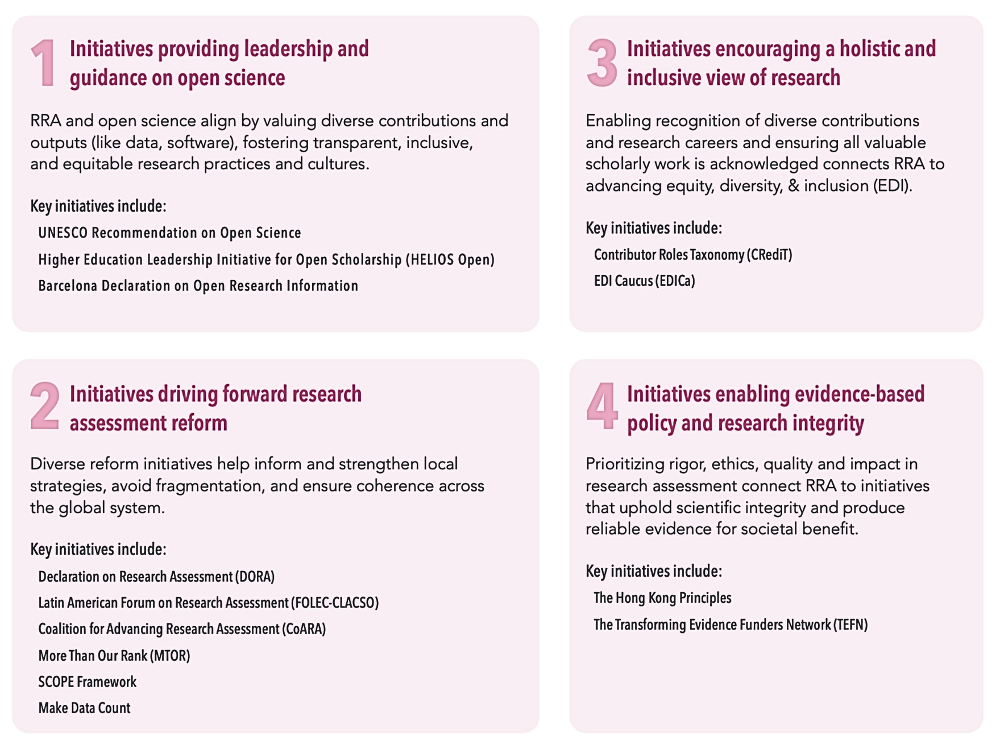 1
Initiatives providing leadership and
guidance on open science
RRA and open science align by valuing diverse contributions and
outputs (like data, software), fostering transparent, inclusive,
and equitable research practices and cultures.
Key initiatives include:
UNESCO Recommendation on Open Science
Higher Education Leadership Initiative for Open Scholarship (HELIOS Open)
Barcelona Declaration on Open Research Information
2
Initiatives driving forward research
assessment reform
Diverse reform initiatives help inform and strengthen local
strategies, avoid fragmentation, and ensure coherence across
the global system.
Key initiatives include:
Declaration on Research Assessment (DORA)
Latin American Forum on Research Assessment (FOLEC-CLACSO)
Coalition for Advancing Research Assessment (CoARA)
More Than Our Rank (MTOR)
SCOPE Framework
Make Data Count
3
Initiatives encouraging a holistic and
inclusive view of research
Enabling recognition of diverse contributions
and research careers and ensuring all valuable
scholarly work is acknowledged connects RRA to
advancing equity, diversity, & inclusion (EDI).
Key initiatives include:
Contributor Roles Taxonomy (CRediT)
EDI Caucus (EDICa)
4
Initiatives enabling evidence-based
policy and research integrity
Prioritizing rigor, ethics, quality and impact in
research assessment connect RRA to initiatives
that uphold scientific integrity and produce
reliable evidence for societal benefit.
Key initiatives include:
The Hong Kong Principles
The Transforming Evidence Funders Network (TEFN)